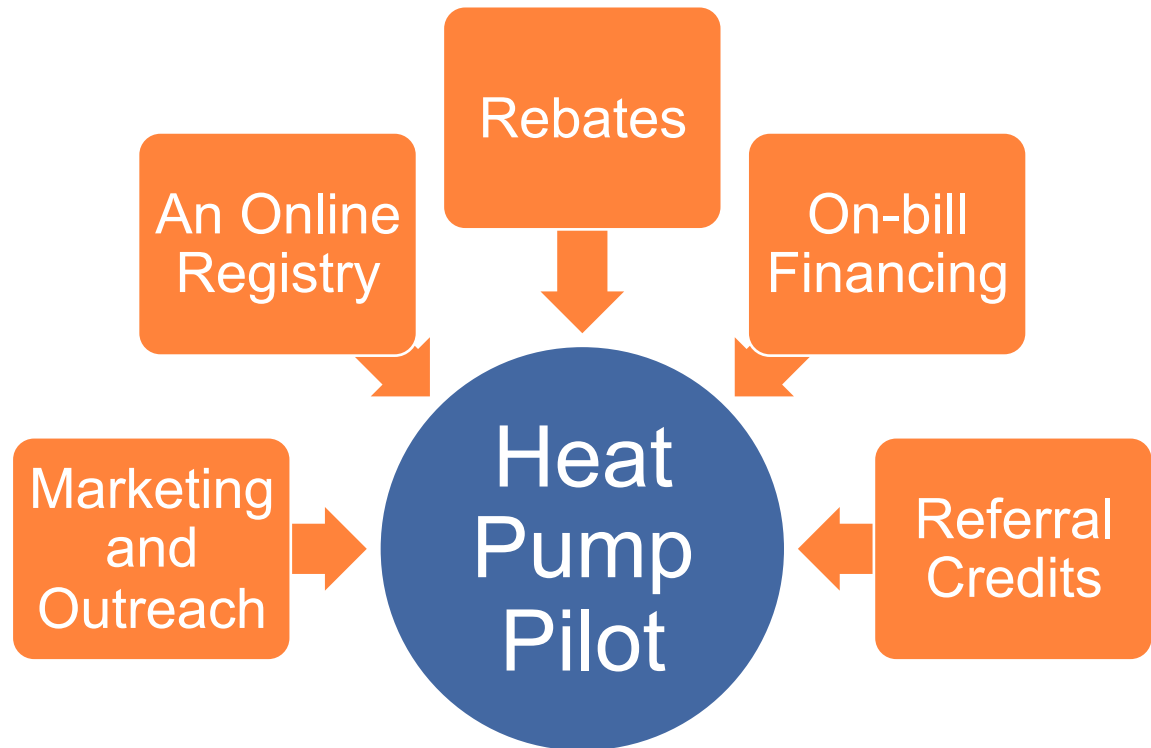 Rebates
An Online
Registry
On-bill
Financing
Marketing
and
Outreach
Heat
Pump
Pilot
Referral
Credits